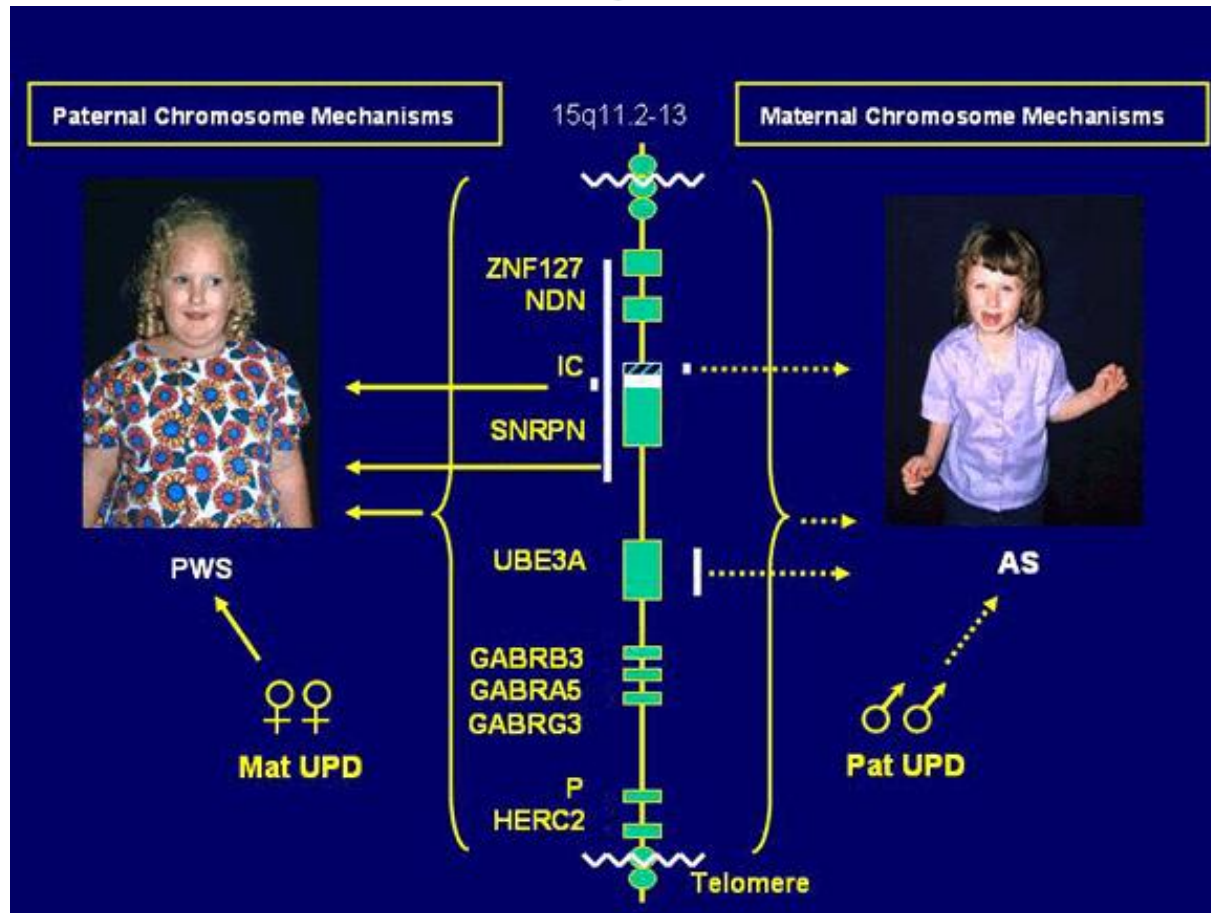 Paternal Chromosome Mechanisms
15q11.2-13
Maternal Chromosome Mechanisms
ZNF127
NDN
IC
SNRPN
UBE3A
GABRB3
GABRA5
GABRG3
P
HERC2
Telomere
PWS
♀♀
Mat UPD
AS
♂♂
Pat UPD